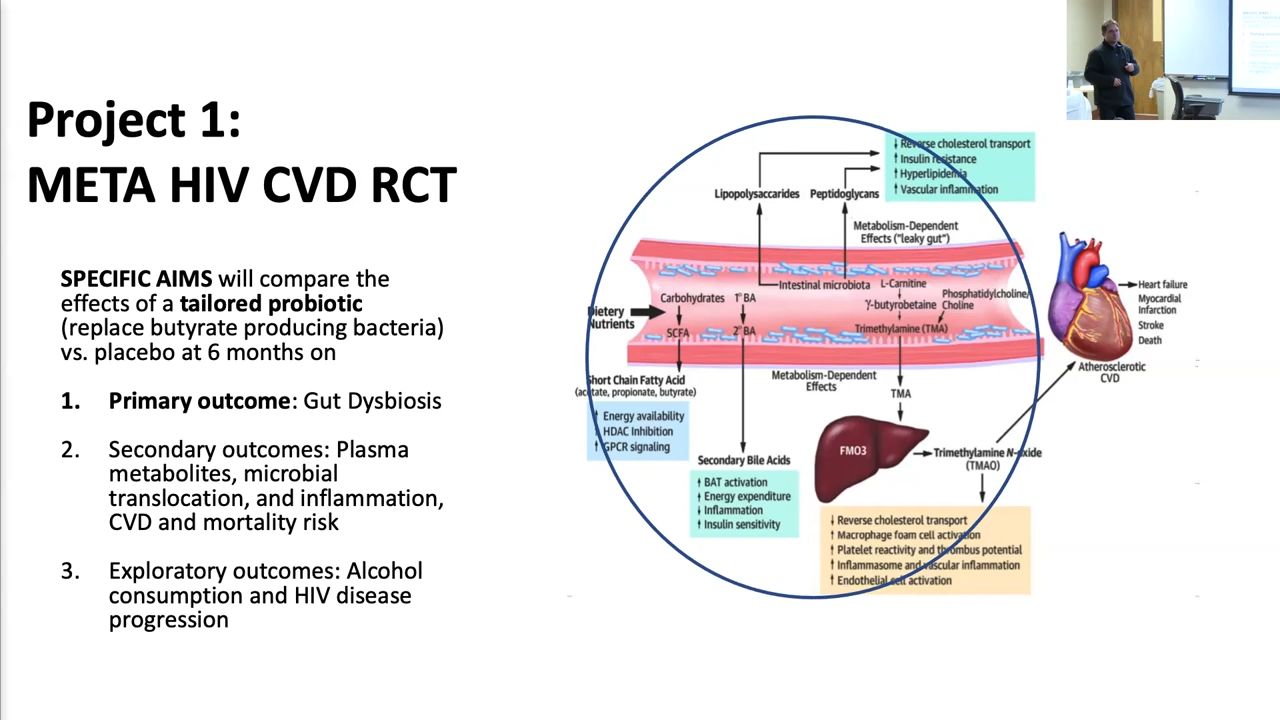 Project 1:
META HIV CVD RCT
SPECIFIC AIMS will compare the
effects of a tailored probiotic
(replace butyrate producing bacteria)
vs. placebo at 6 months on
1. Primary outcome: Gut Dysbiosis
2. Secondary outcomes: Plasma
metabolites, microbial
translocation, and inflammation,
CVD and mortality risk
3. Exploratory outcomes: Alcohol
consumption and HIV disease
progression
↓ Reverse cholesterol transport
↑ Insulin resistance
↑ Hyperlipidemia
↑ Vascular inflammation
Lipopolysaccarides
Peptidoglycans
Metabolism-Dependent
Effects ("leaky gut")
Intestinal microbiota
L-Carnitine
Carbohydrates
1° BA
γ-butyrobetaine
Phosphatidylcholine/
Choline
Dietery
Nutrients
SCFA
2° BA
Trimethylamine (TMA)
Heart failure
Myocardial
Infarction
Stroke
Death
Atherosclerotic
CVD
Short Chain Fatty Acid
(acetate, propionate, butyrate)
↑ Energy availability
HDAC Inhibition
↑ GPCR signaling
Metabolism-Dependent
Effects
TMA
FMO3
Trimethylamine N-oxide
(TMAO)
Secondary Bile Acids
↑ BAT activation
↑ Energy expenditure
↓ Inflammation
↑ Insulin sensitivity
↓ Reverse cholesterol transport
↑ Macrophage foam cell activation
↑ Platelet reactivity and thrombus potential
↑ Inflammasome and vascular inflammation
↑ Endothelial cell activation